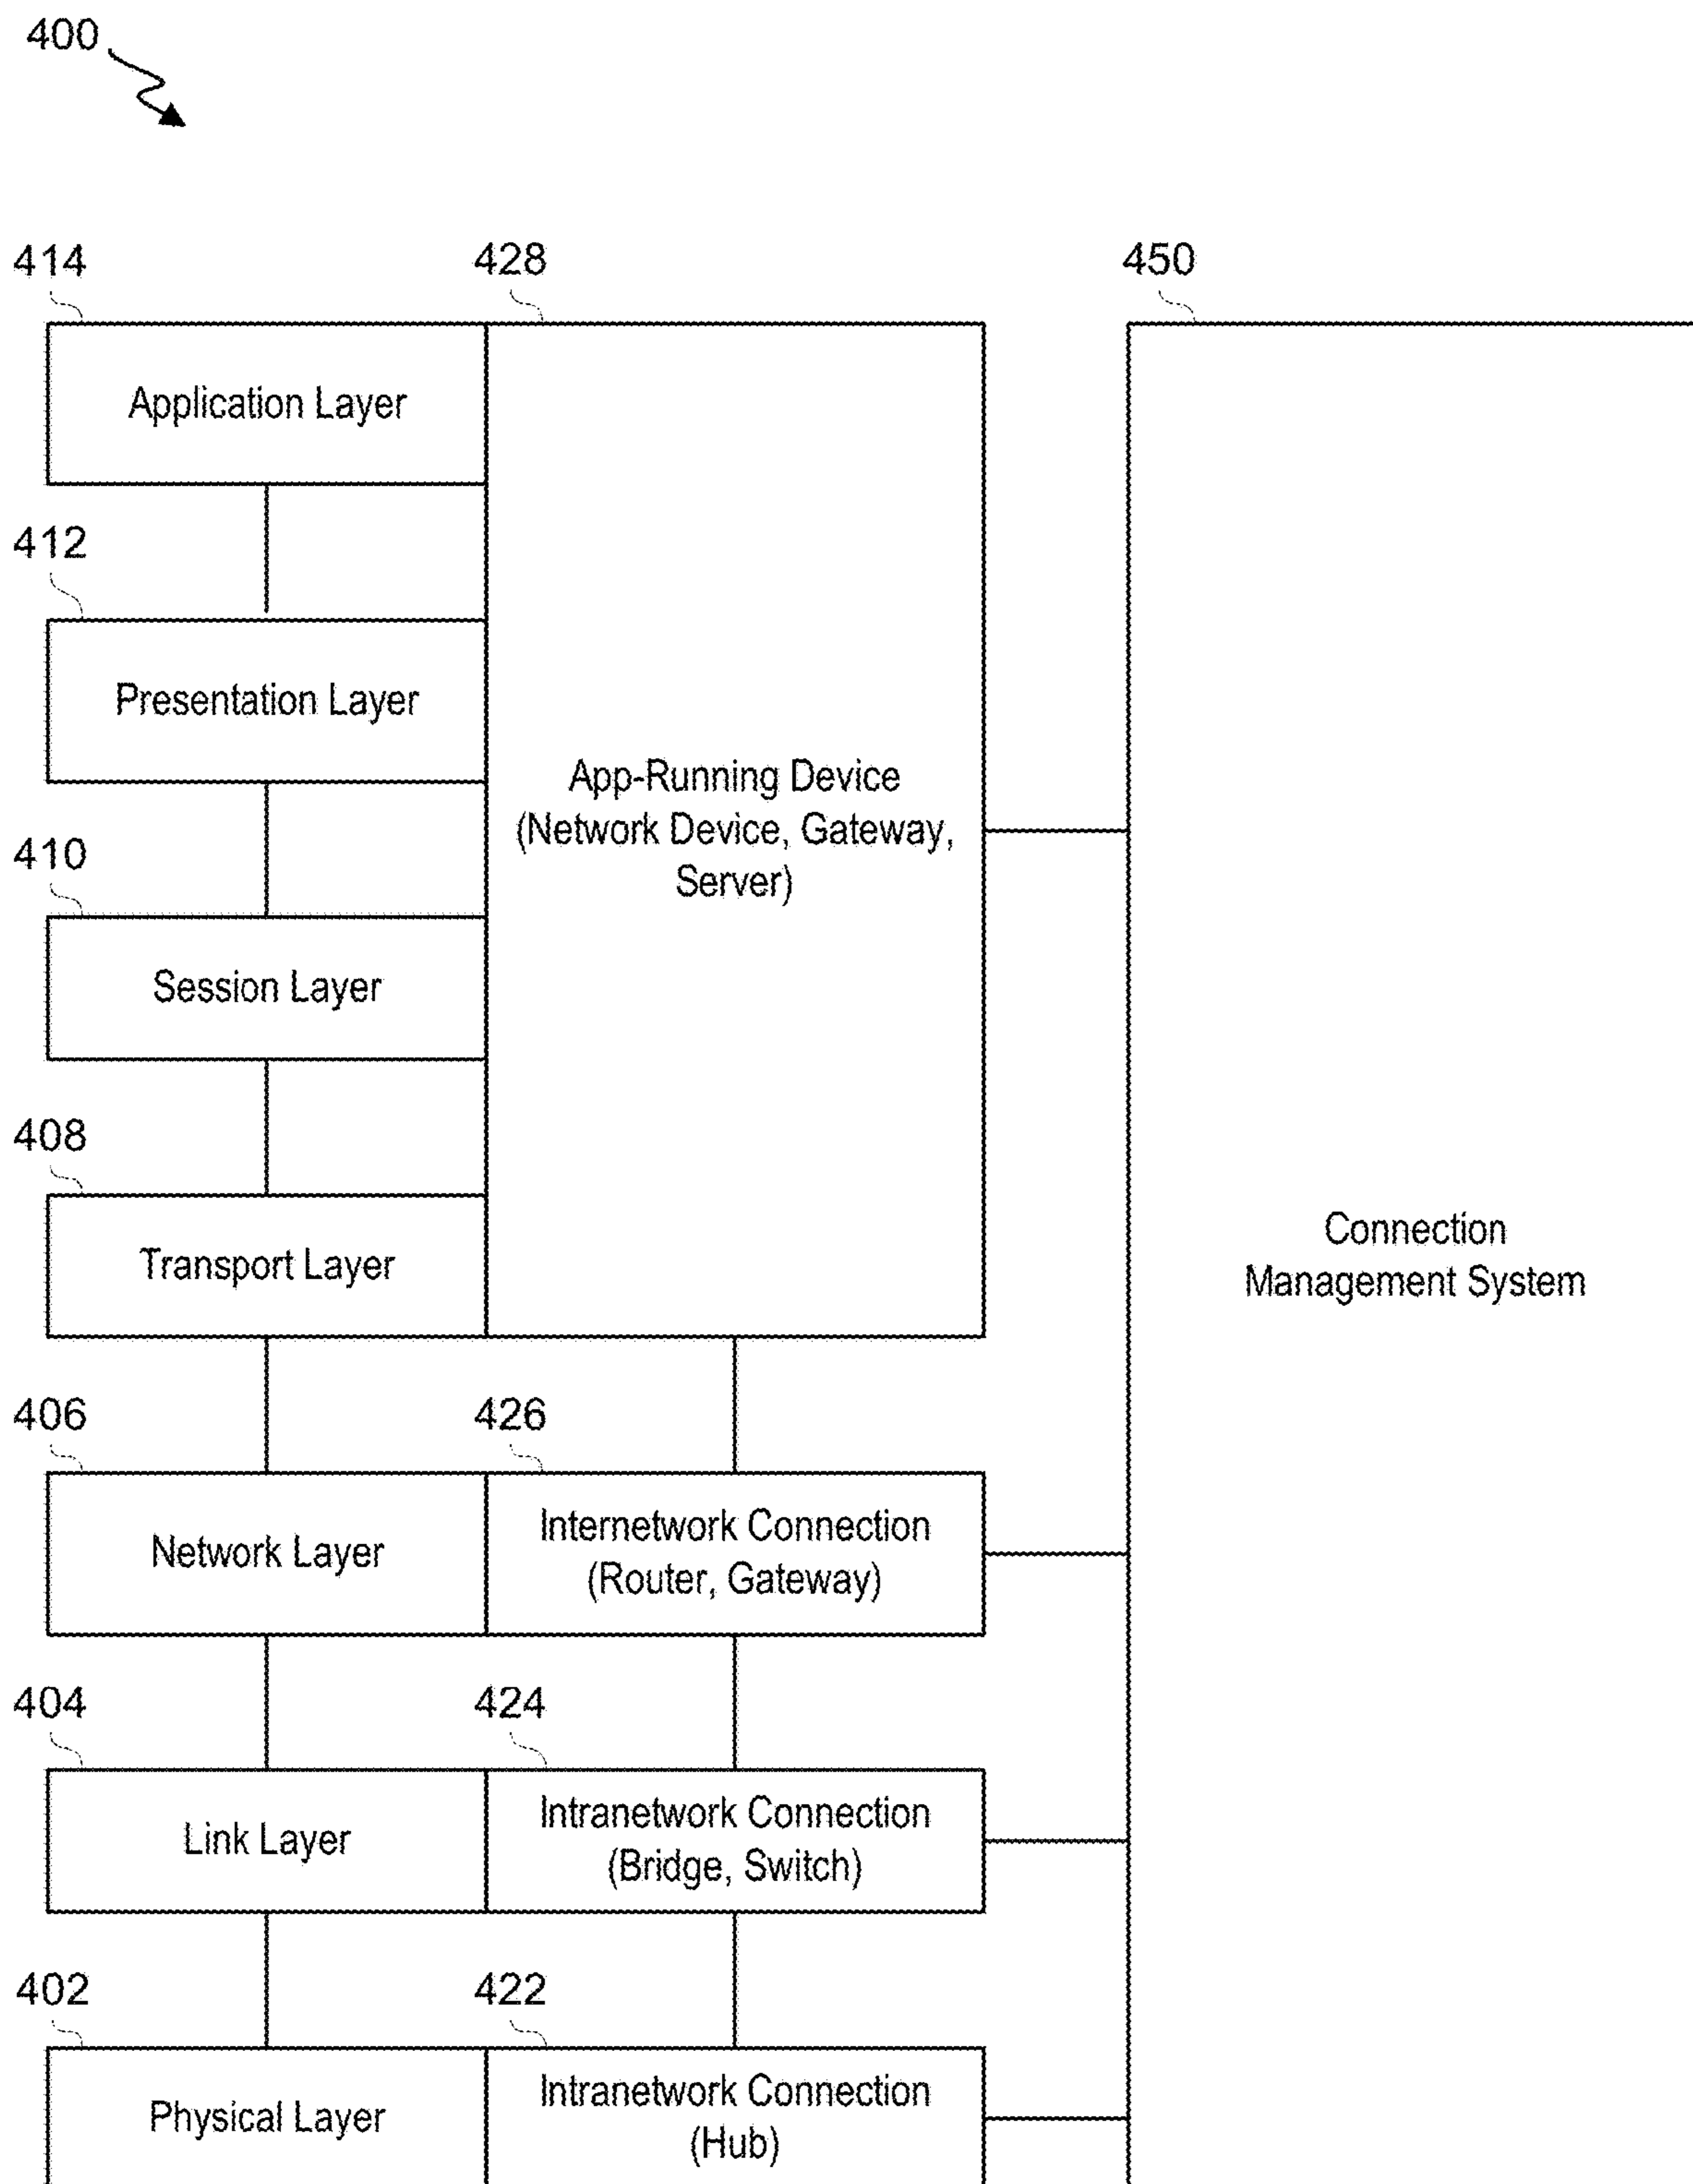 400
414
428
450
Application Layer
412
Presentation Layer
App-Running Device
(Network Device, Gateway,
Server)
410
Session Layer
408
Transport Layer
Connection
Management System
406
426
Network Layer
Internetwork Connection
(Router, Gateway)
404
424
Link Layer
Intranetwork Connection
(Bridge, Switch)
402
422
Physical Layer
Intranetwork Connection
(Hub)